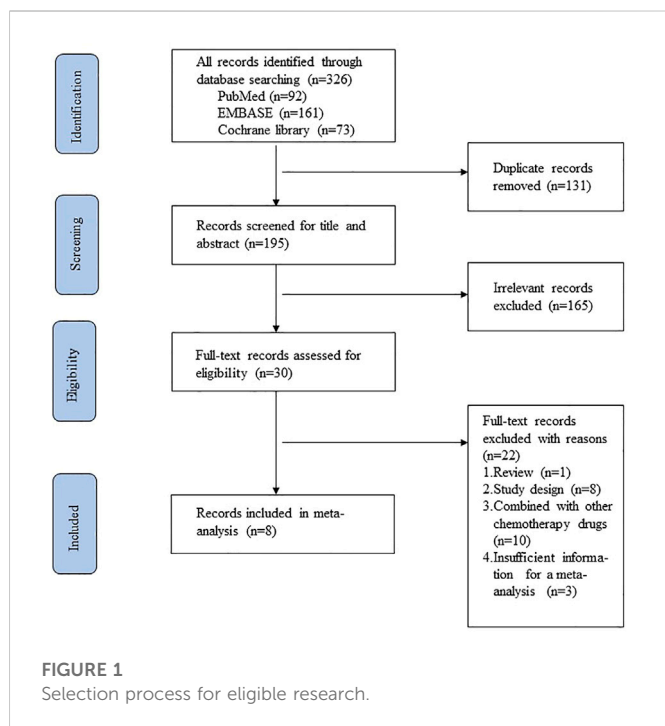 Identification
All records identified through
database searching (n=326)
PubMed (n=92)
EMBASE (n=161)
Cochrane library (n=73)
Duplicate records
removed (n=131)
Screening
Records screened for title and
abstract (n=195)
Irrelevant records
excluded (n=165)
Eligibility
Full-text records assessed for
eligibility (n=30)
Full-text records
excluded with reasons
(n=22)
1.Review (n=1)
2.Study design (n=8)
3.Combined with other
chemotherapy drugs
(n=10)
4.Insufficient informa-
tion for a meta-
analysis (n=3)
Included
Records included in meta-
analysis (n=8)
FIGURE 1
Selection process for eligible research.